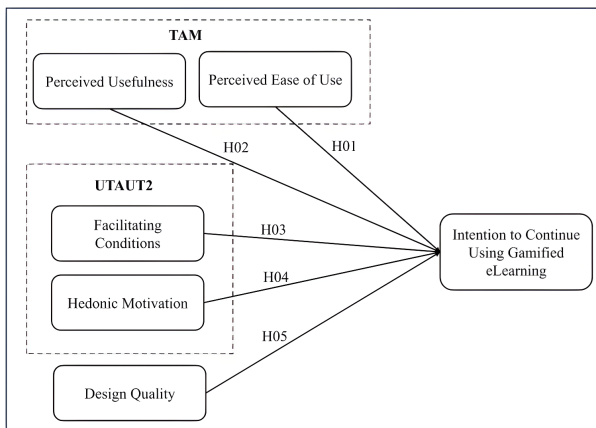 TAM
Perceived Usefulness
Perceived Ease of Use
H02
H01
UTAUT2
Facilitating
Conditions
H03
Intention to Continue
Using Gamified
eLearning
Hedonic Motivation
H04
H05
Design Quality